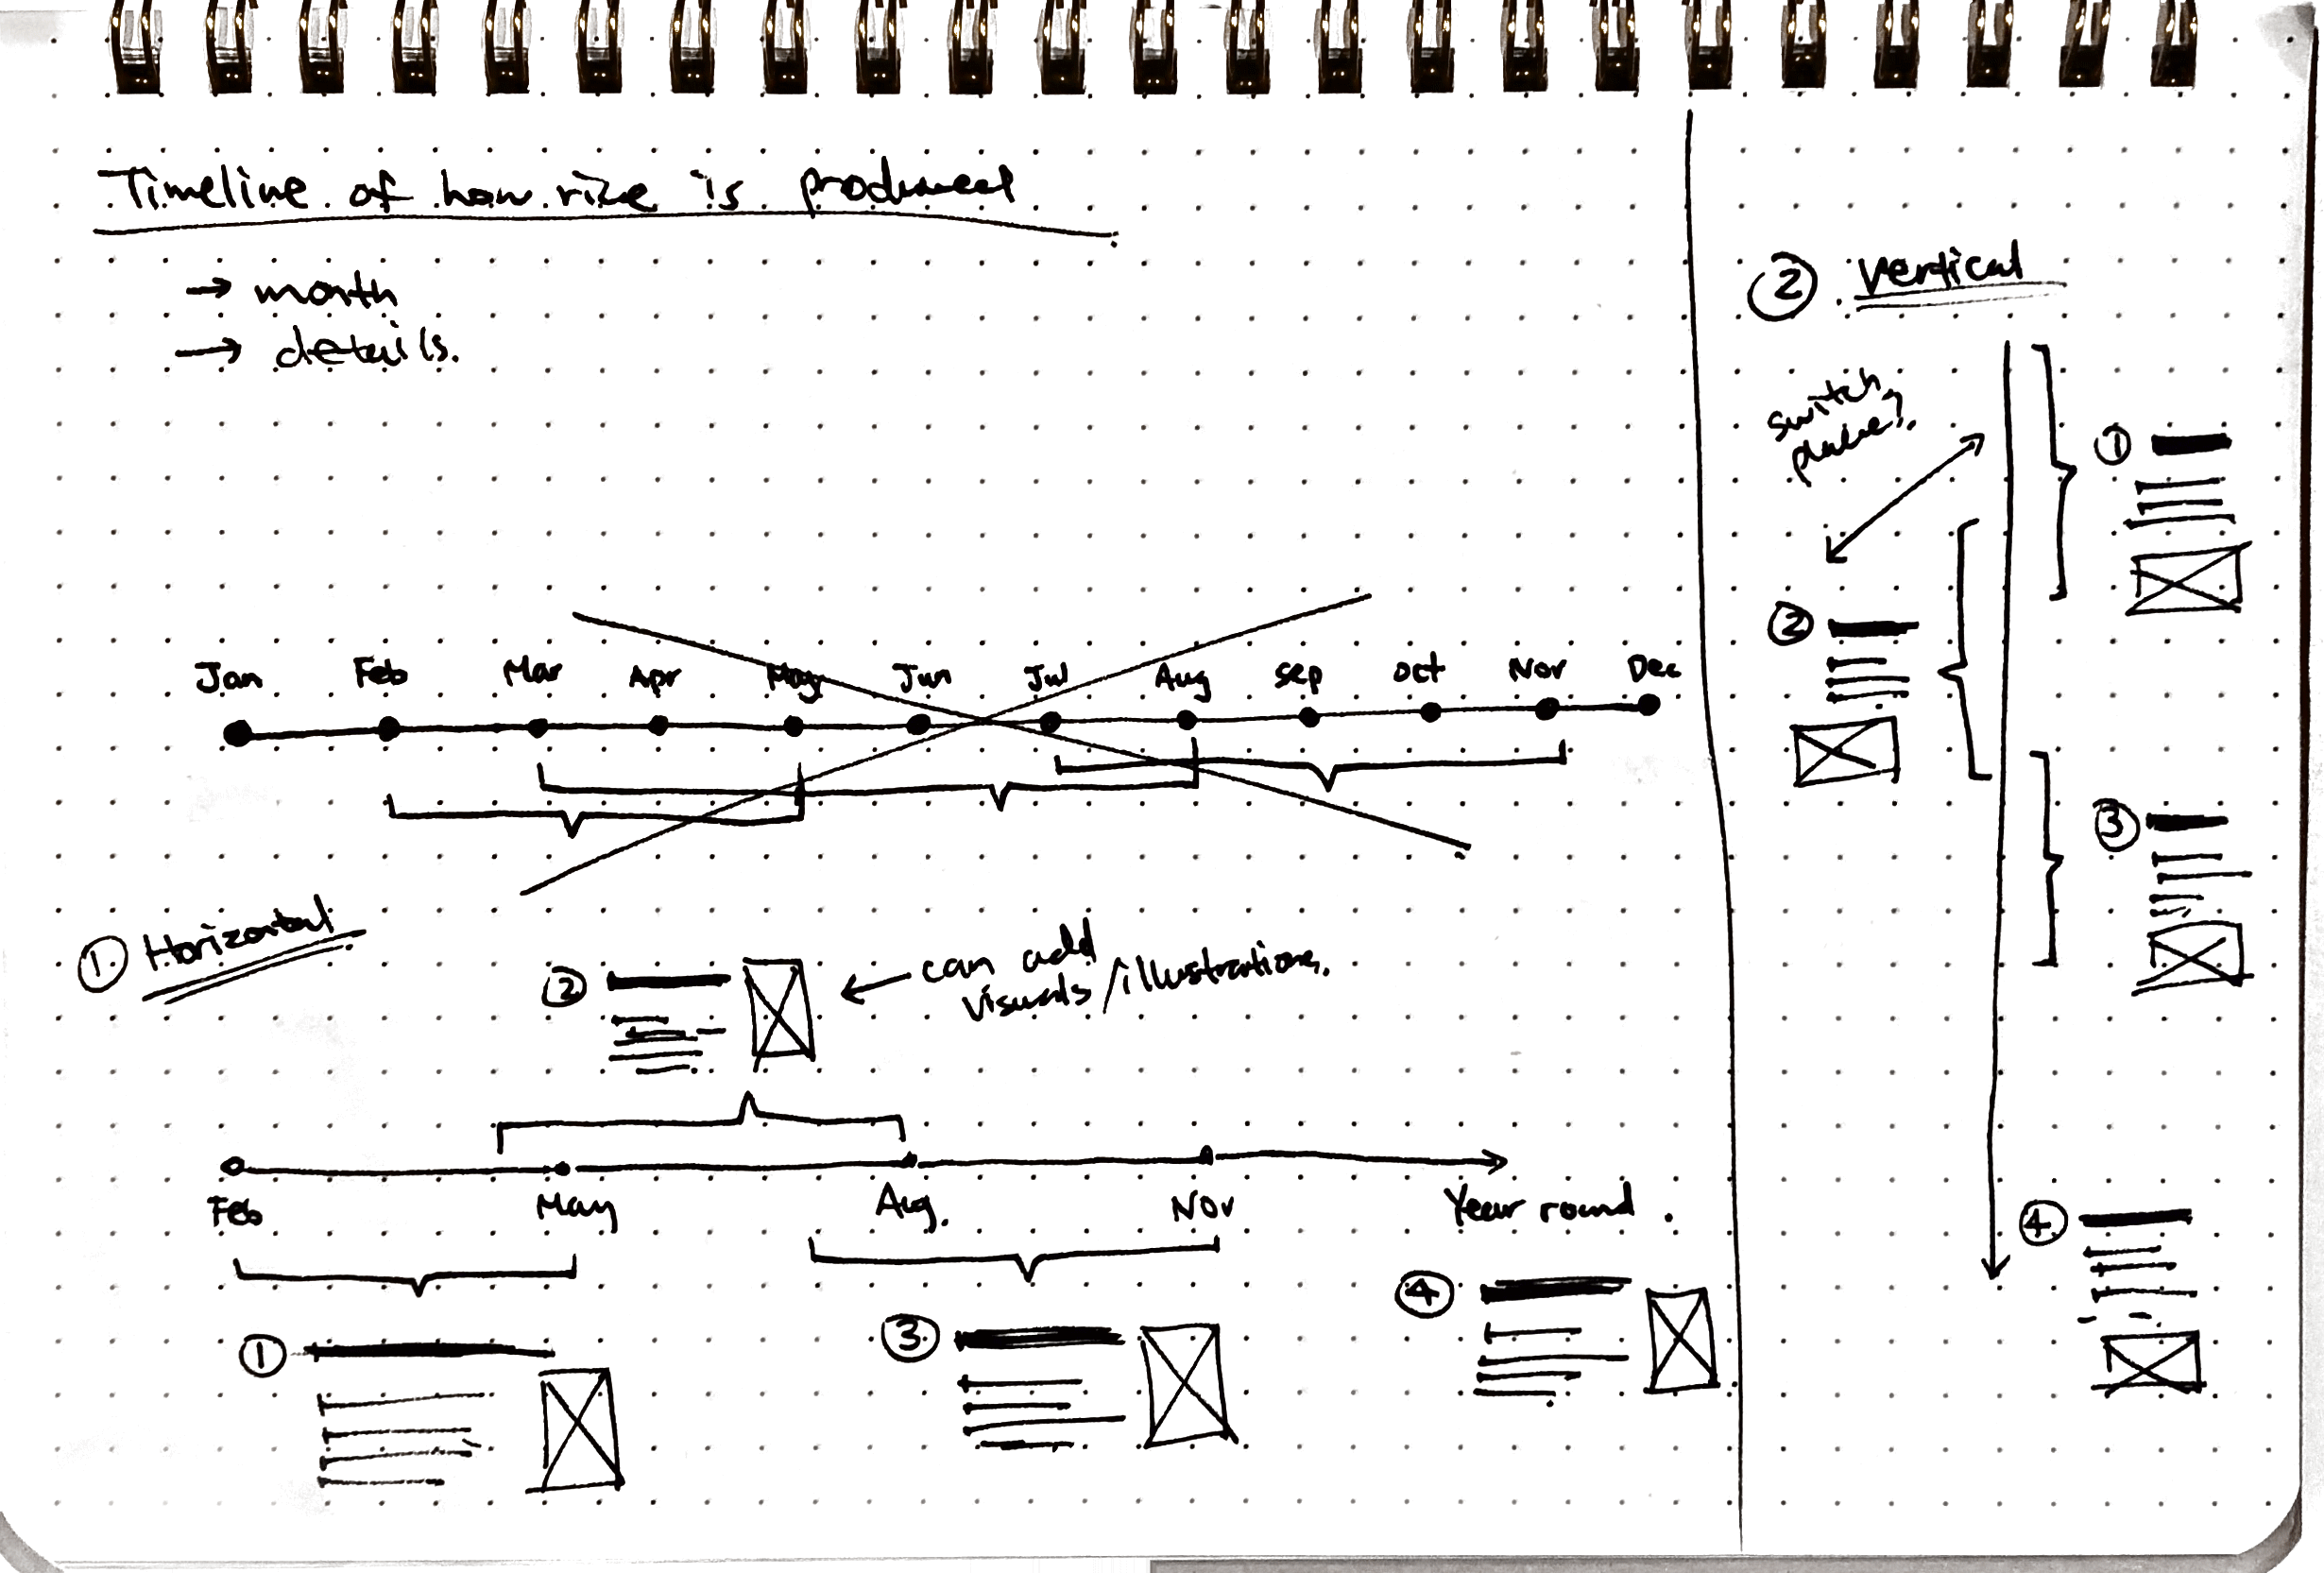 Timeline of how rice is produced
→ month
→ details.
Jan Feb Mar Apr May Jun Jul Aug Sep Oct Nov Dec
① Horizontal
②
← can add
visuals/illustrations.
Feb May Aug. Nov Year round.
①
③
④
② Vertical
switch
places?
①
②
③
④